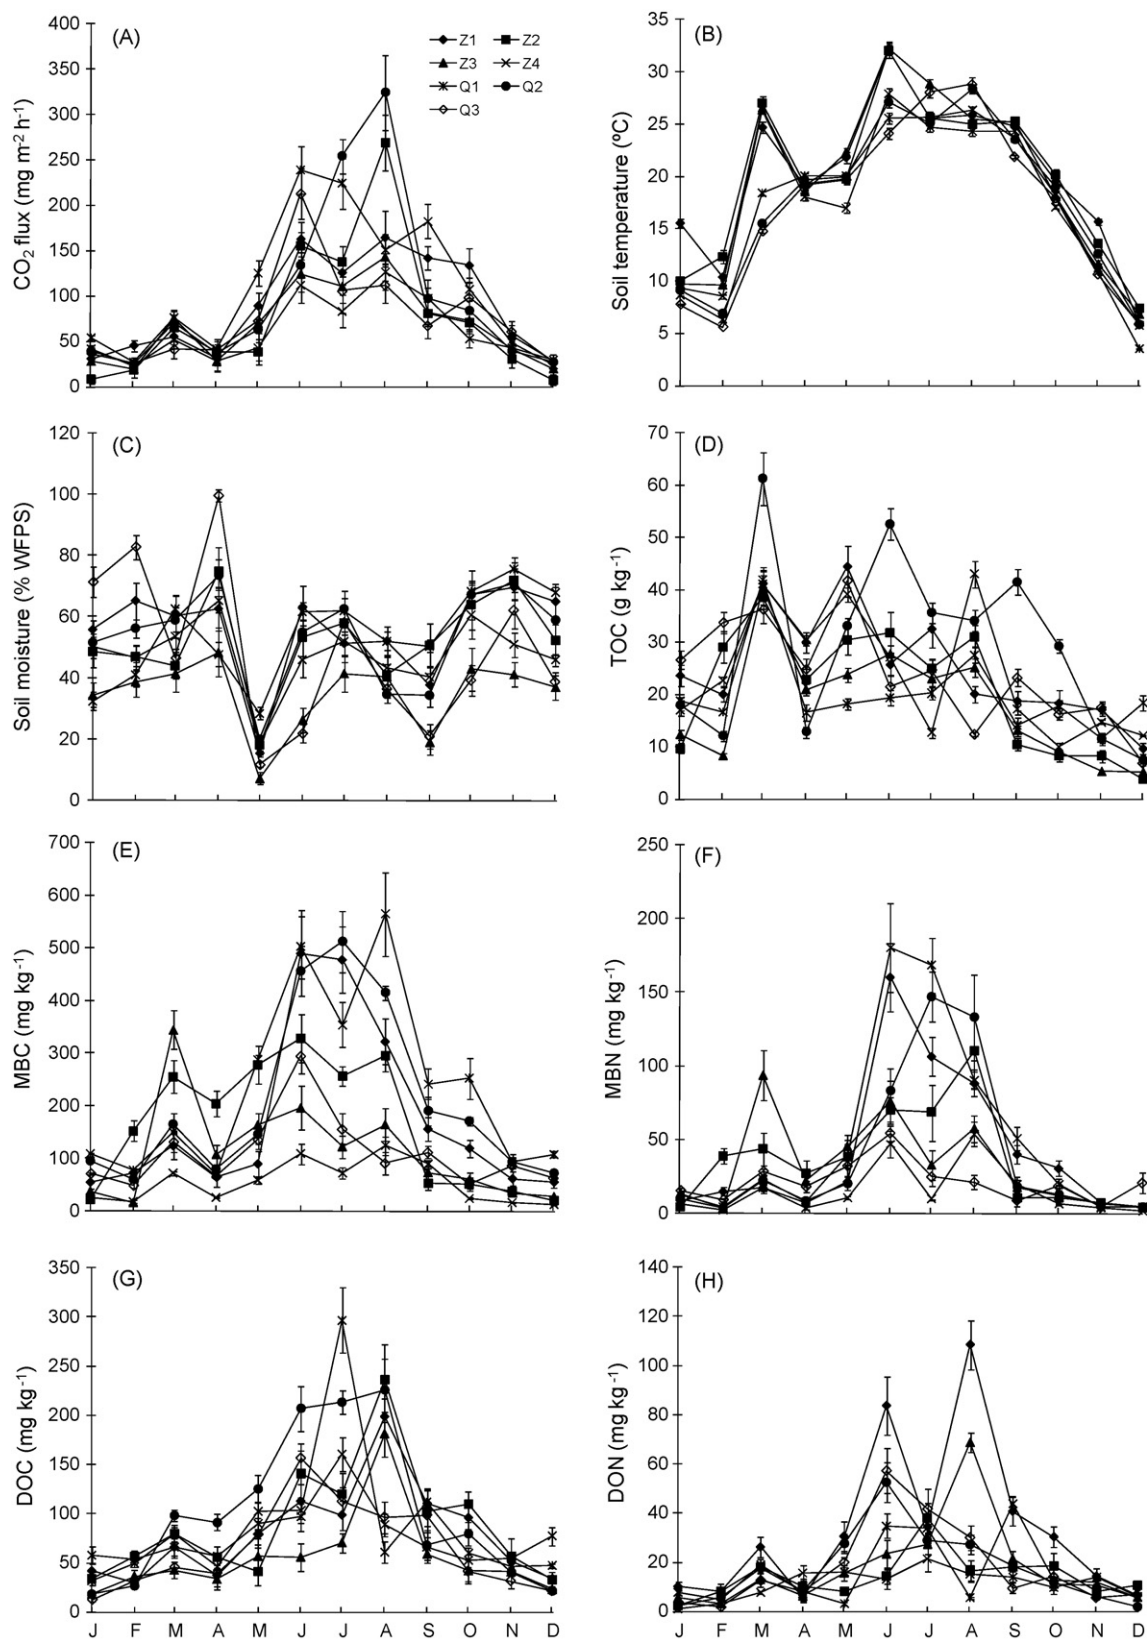 (A)
CO2 flux (mg m-2 h-1)
400
350
300
250
200
150
100
50
0
Z1 Z2
Z3 Z4
Q1 Q2
Q3
(B)
Soil temperature (ºC)
35
30
25
20
15
10
5
0
(C)
Soil moisture (% WFPS)
120
100
80
60
40
20
0
(D)
TOC (g kg-1)
70
60
50
40
30
20
10
0
(E)
MBC (mg kg-1)
700
600
500
400
300
200
100
0
(F)
MBN (mg kg-1)
250
200
150
100
50
0
(G)
DOC (mg kg-1)
350
300
250
200
150
100
50
0
J F M A M J J A S O N D
(H)
DON (mg kg-1)
140
120
100
80
60
40
20
0
J F M A M J J A S O N D